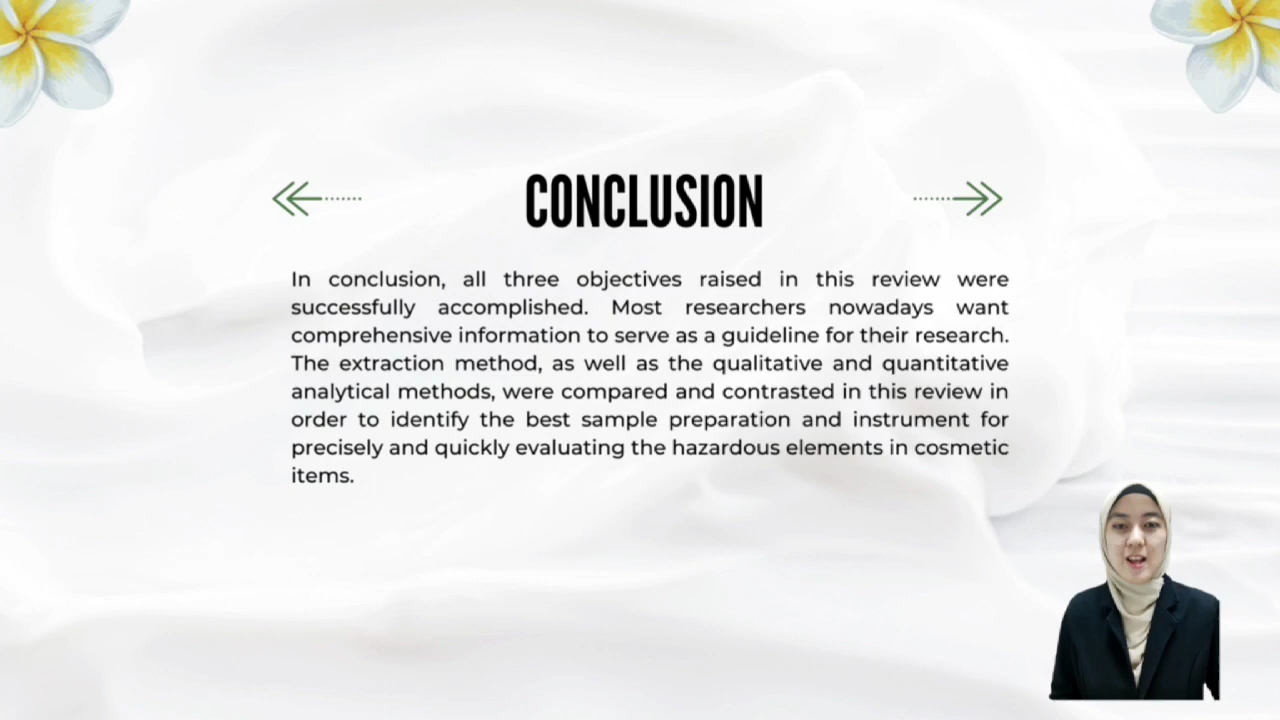 CONCLUSION
In conclusion, all three objectives raised in this review were
successfully accomplished. Most researchers nowadays want
comprehensive information to serve as a guideline for their research.
The extraction method, as well as the qualitative and quantitative
analytical methods, were compared and contrasted in this review in
order to identify the best sample preparation and instrument for
precisely and quickly evaluating the hazardous elements in cosmetic
items.